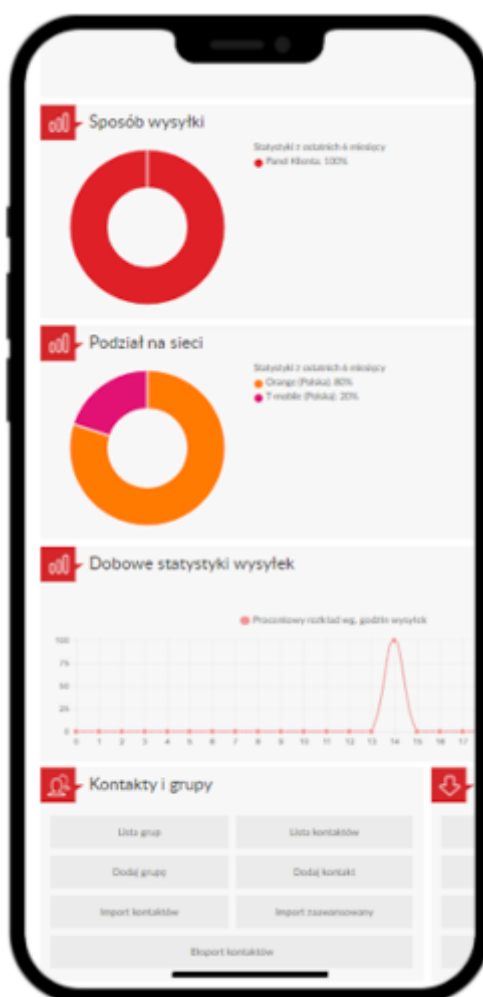 Sposób wysyłki
Statystyki z ostatnich 6 miesięcy
Panel Klienta: 100%
Podział na sieci
Statystyki z ostatnich 6 miesięcy
Orange (Polska): 80%
T-mobile (Polska): 20%
Dobowe statystyki wysyłek
Procentowy rozkład wg. godzin wysyłek
100
75
50
25
0
0 1 2 3 4 5 6 7 8 9 10 11 12 13 14 15 16 17
Kontakty i grupy
Lista grup Lista kontaktów
Dodaj grupę Dodaj kontakt
Import kontaktów Import zaawansowany
Eksport kontaktów